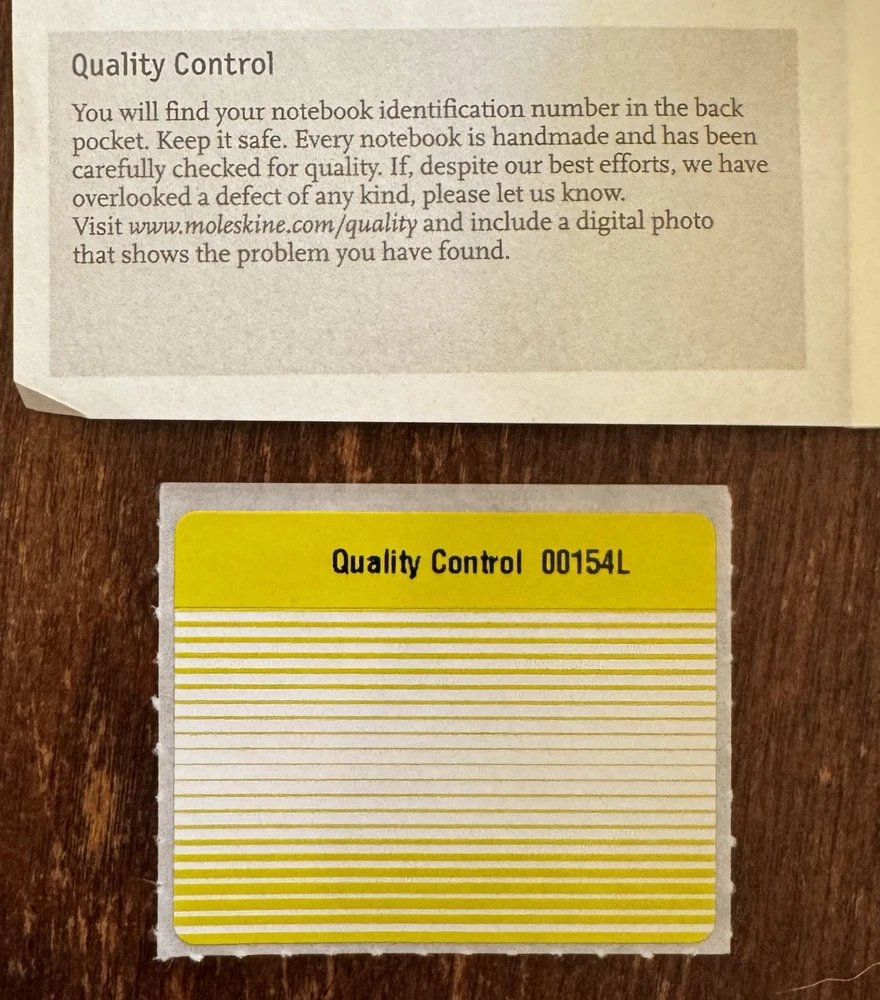 Quality Control
You will find your notebook identification number in the back
pocket. Keep it safe. Every notebook is handmade and has been
carefully checked for quality. If, despite our best efforts, we have
overlooked a defect of any kind, please let us know.
Visit www.moleskine.com/quality and include a digital photo
that shows the problem you have found.
Quality Control 00154L